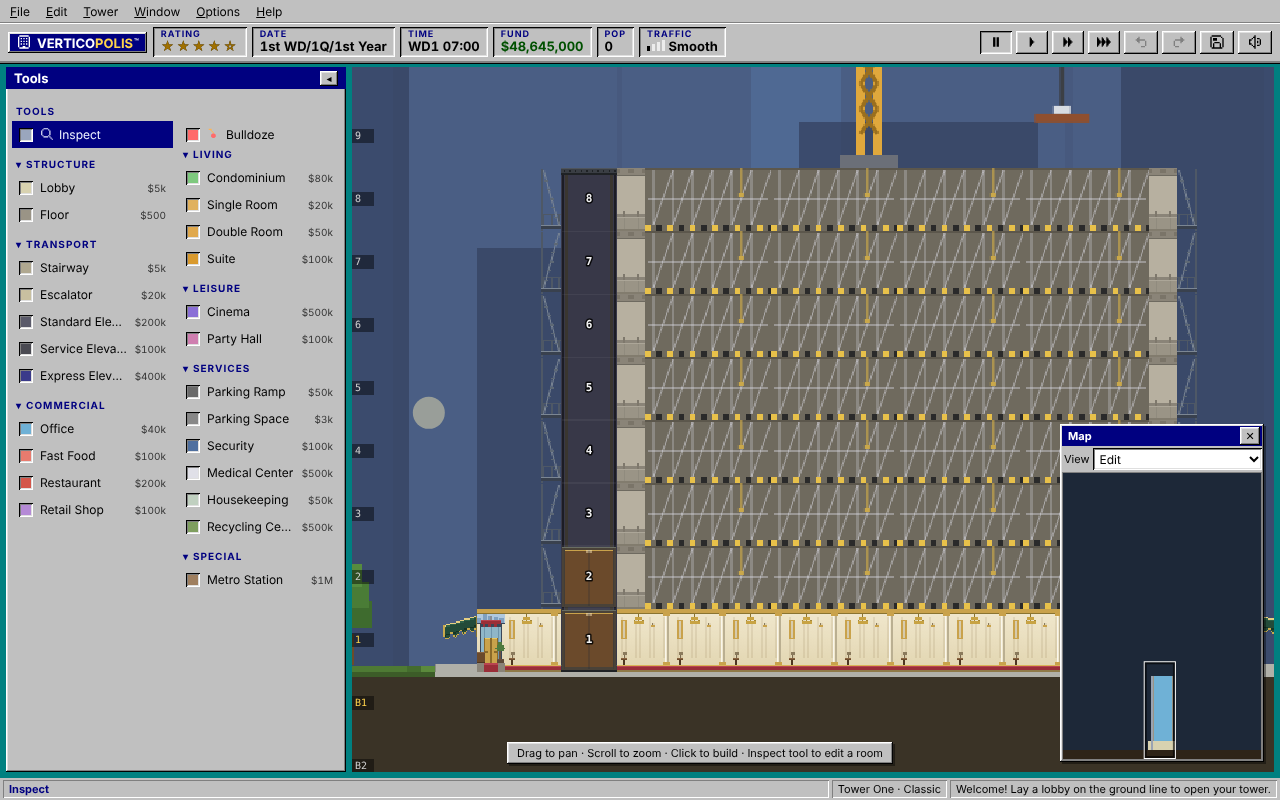 File Edit Tower Window Options Help
VERTICOPOLIS™
RATING
★★★★★
DATE
1st WD/1Q/1st Year
TIME
WD1 07:00
FUND
$48,645,000
POP
0
TRAFFIC
Smooth
Tools
TOOLS
Inspect
Bulldoze
▾ STRUCTURE
Lobby $5k
Floor $500
▾ TRANSPORT
Stairway $5k
Escalator $20k
Standard Ele... $200k
Service Eleva... $100k
Express Elev... $400k
▾ COMMERCIAL
Office $40k
Fast Food $100k
Restaurant $200k
Retail Shop $100k
▾ LIVING
Condominium $80k
Single Room $20k
Double Room $50k
Suite $100k
▾ LEISURE
Cinema $500k
Party Hall $100k
▾ SERVICES
Parking Ramp $50k
Parking Space $3k
Security $100k
Medical Center $500k
Housekeeping $50k
Recycling Ce... $500k
▾ SPECIAL
Metro Station $1M
9
8 8
7 7
6 6
5 5
4 4
3 3
2 2
1 1
B1
B2
Map
View Edit
Drag to pan · Scroll to zoom · Click to build · Inspect tool to edit a room
Inspect
Tower One · Classic
Welcome! Lay a lobby on the ground line to open your tower.